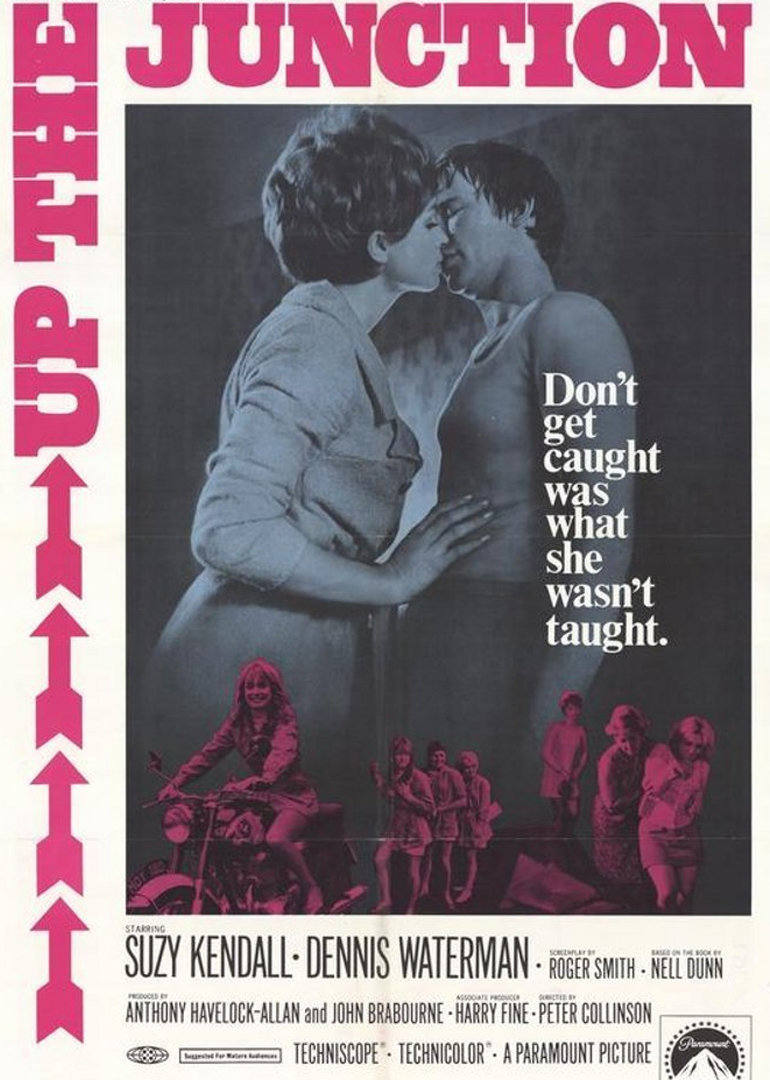 UP THE
JUNCTION
Don't
get
caught
was
what
she
wasn't
taught.
STARRING
SUZY KENDALL · DENNIS WATERMAN · SCREENPLAY BY ROGER SMITH · BASED ON THE BOOK BY NELL DUNN
PRODUCED BY ANTHONY HAVELOCK-ALLAN and JOHN BRABOURNE · ASSOCIATE PRODUCER HARRY FINE · DIRECTED BY PETER COLLINSON
Suggested For Mature Audiences TECHNISCOPE® · TECHNICOLOR® · A PARAMOUNT PICTURE
Paramount